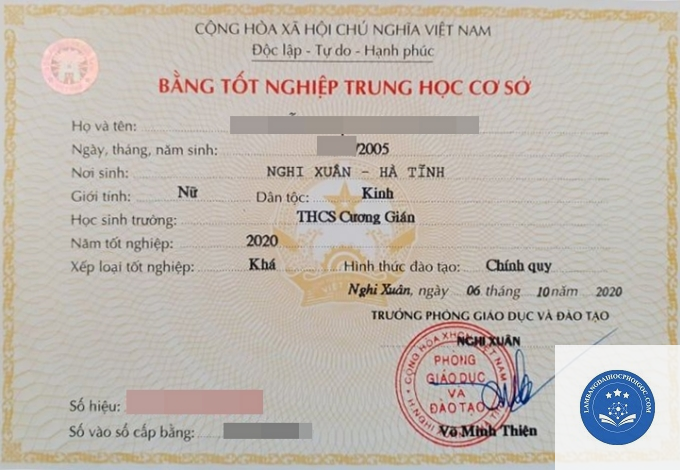 CỘNG HÒA XÃ HỘI CHỦ NGHĨA VIỆT NAM
Độc lập - Tự do - Hạnh phúc
BẰNG TỐT NGHIỆP TRUNG HỌC CƠ SỞ
Họ và tên:
Ngày, tháng, năm sinh: /2005
Nơi sinh: NGHI XUÂN - HÀ TĨNH
Giới tính: Nữ Dân tộc: Kinh
Học sinh trường: THCS Cương Gián
Năm tốt nghiệp: 2020
Xếp loại tốt nghiệp: Khá Hình thức đào tạo: Chính quy
Nghi Xuân, ngày 06 tháng 10 năm 2020
TRƯỞNG PHÒNG GIÁO DỤC VÀ ĐÀO TẠO
NGHI XUÂN
PHÒNG
GIÁO DỤC
VÀ
ĐÀO TẠO
Số hiệu:
Số vào sổ cấp bằng:
Võ Minh Thiện
LAMBANGDAIHOCPHOIGOC.COM